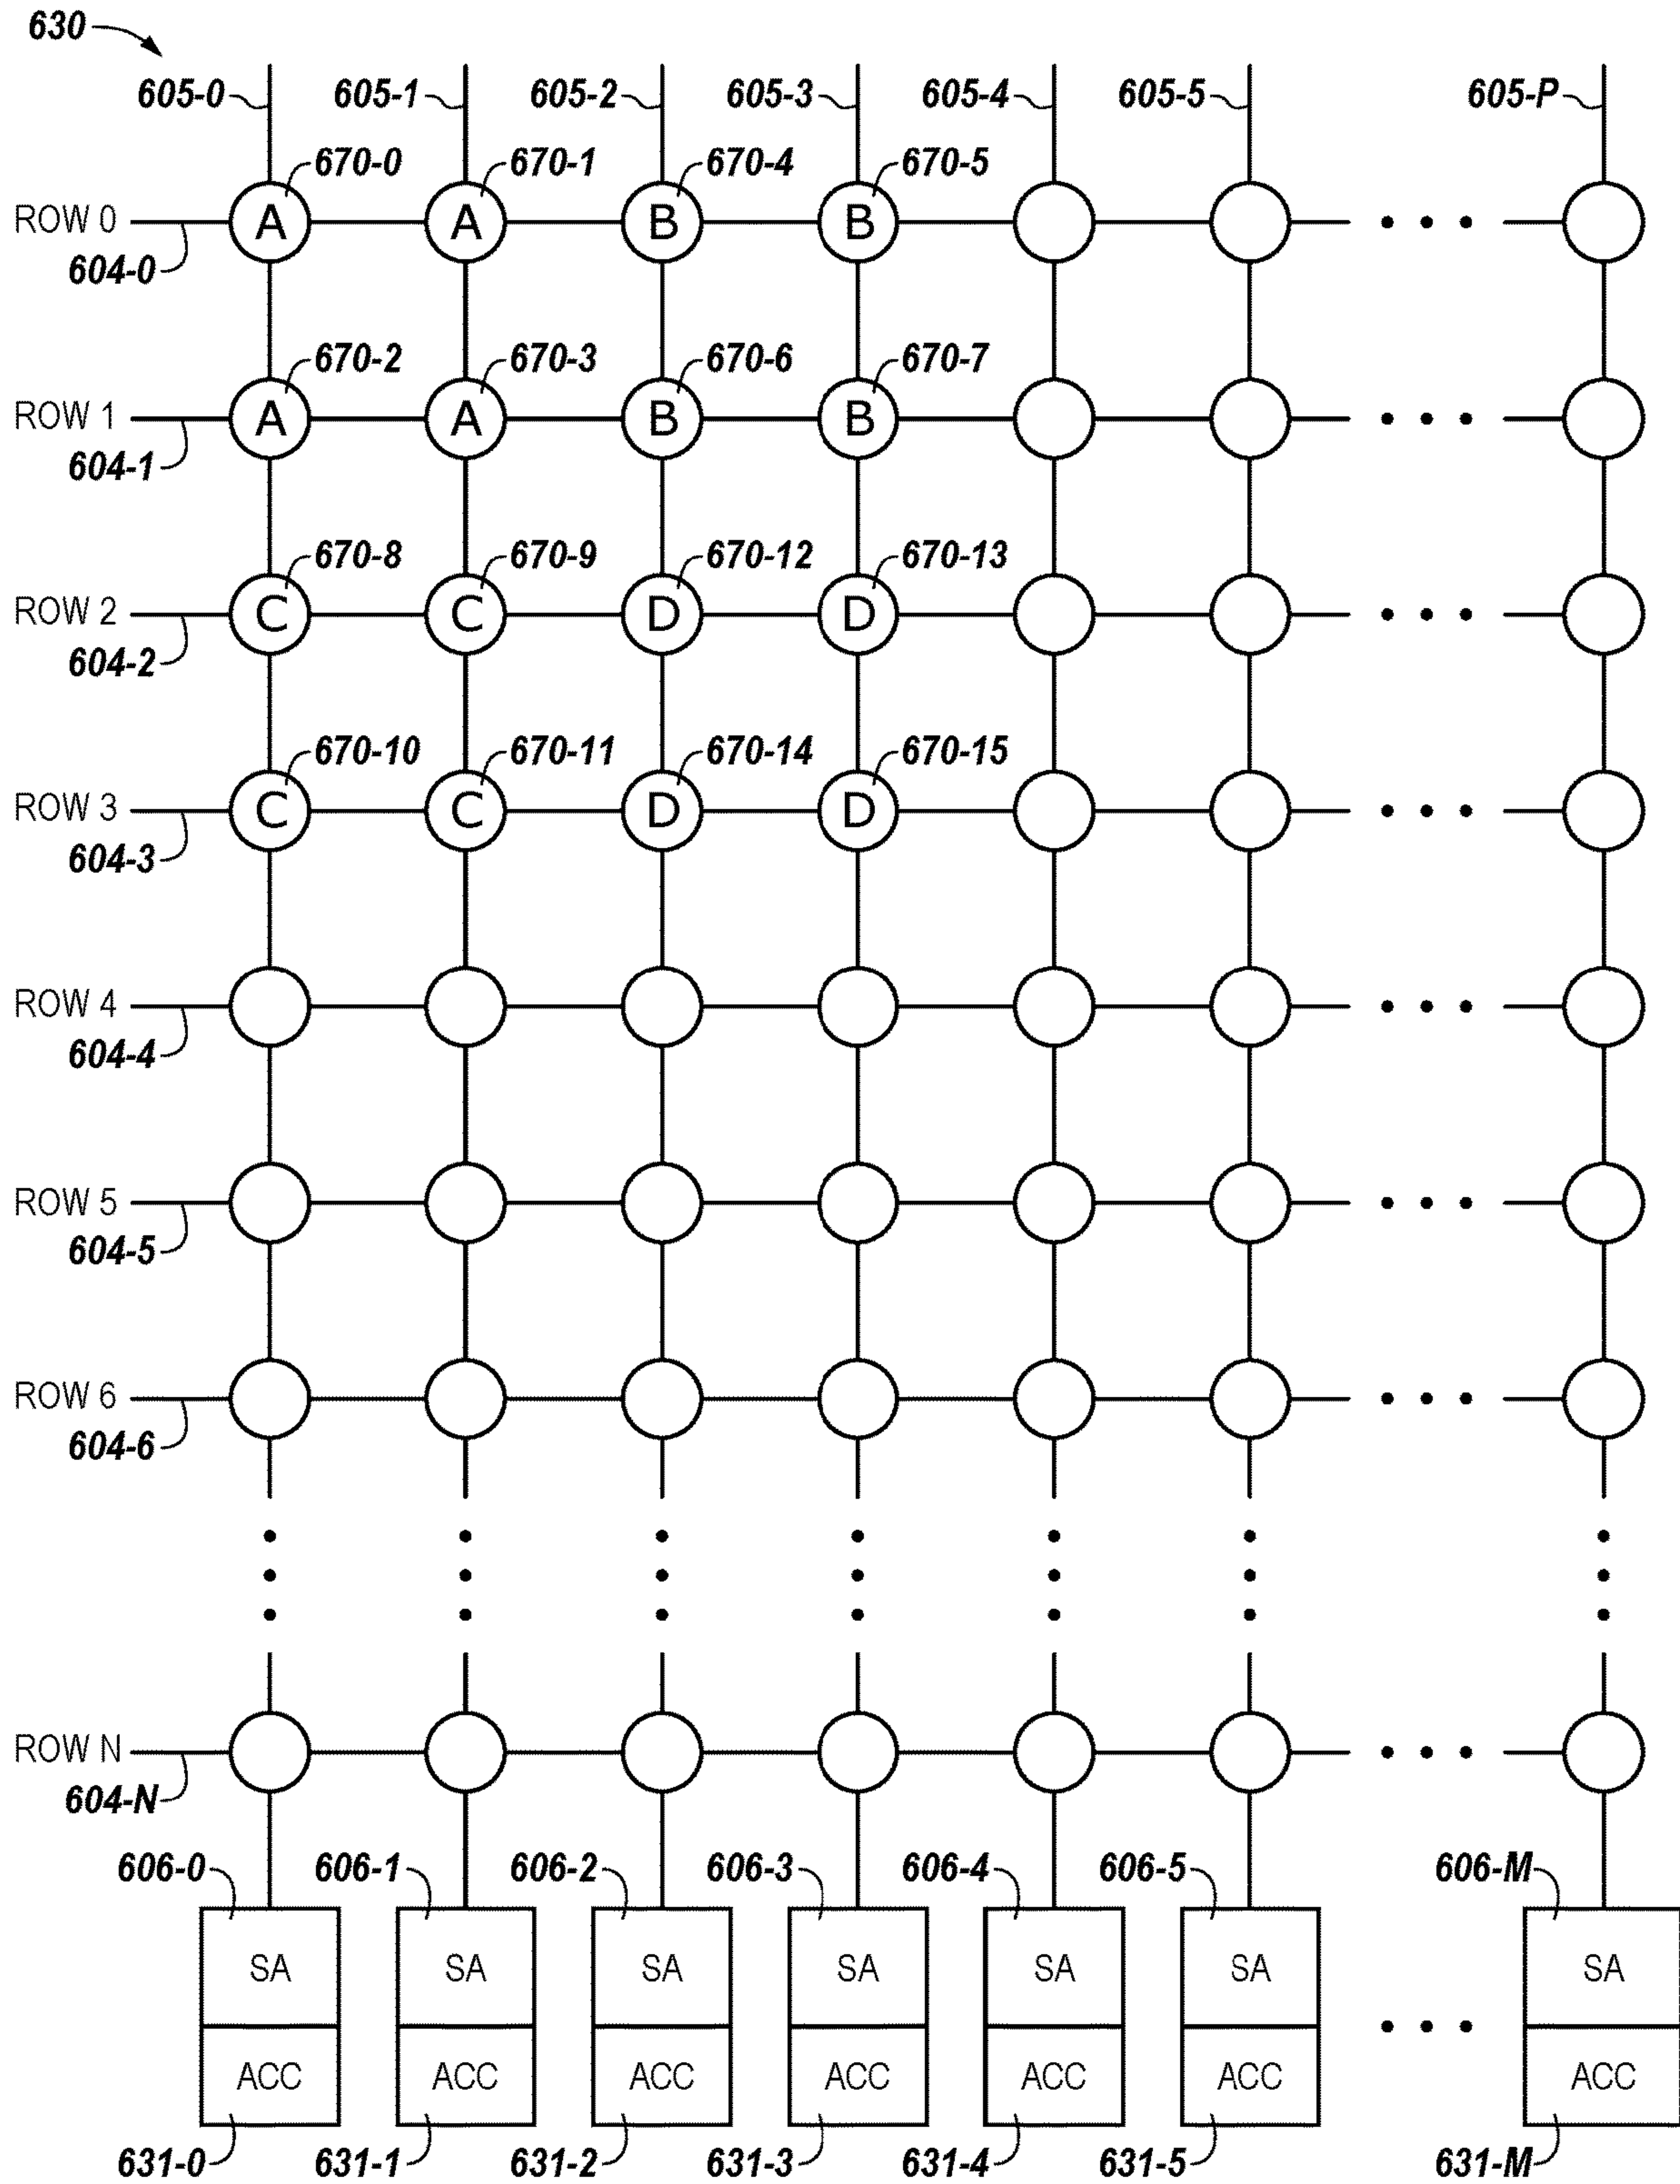 630
605-0 605-1 605-2 605-3 605-4 605-5 605-P
670-0 670-1 670-4 670-5
ROW 0 A A B B
604-0
670-2 670-3 670-6 670-7
ROW 1 A A B B
604-1
670-8 670-9 670-12 670-13
ROW 2 C C D D
604-2
670-10 670-11 670-14 670-15
ROW 3 C C D D
604-3
ROW 4
604-4
ROW 5
604-5
ROW 6
604-6
ROW N
604-N
606-0 606-1 606-2 606-3 606-4 606-5 606-M
SA SA SA SA SA SA SA
ACC ACC ACC ACC ACC ACC ACC
631-0 631-1 631-2 631-3 631-4 631-5 631-M